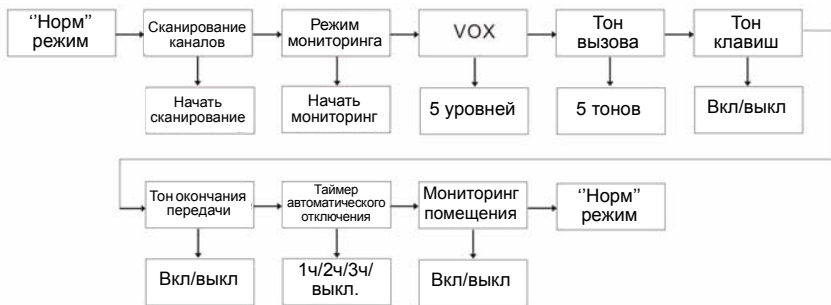 ‘’Норм’’
режим
Сканирование
каналов
Режим
мониторинга
VOX
Тон
вызова
Тон
клавиш
Начать
сканирование
Начать
мониторинг
5 уровней
5 тонов
Вкл/выкл
Тон окончания
передачи
Таймер
автоматического
отключения
Мониторинг
помещения
‘’Норм’’
режим
Вкл/выкл
1ч/2ч/3ч/
выкл.
Вкл/выкл